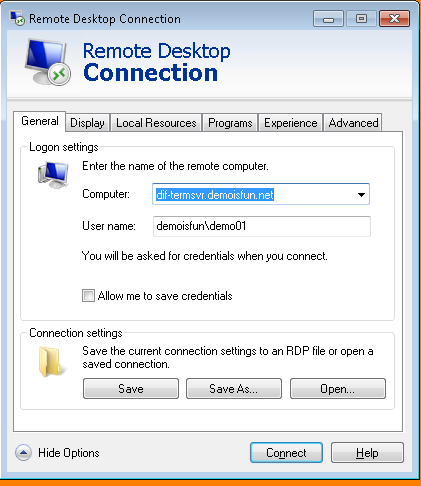 Remote Desktop Connection
Remote Desktop
Connection
General Display Local Resources Programs Experience Advanced
Logon settings
Enter the name of the remote computer.
Computer: dif-termsvr.demoisfun.net
User name: demoisfun\demo01
You will be asked for credentials when you connect.
Allow me to save credentials
Connection settings
Save the current connection settings to an RDP file or open a
saved connection.
Save Save As... Open...
Hide Options Connect Help